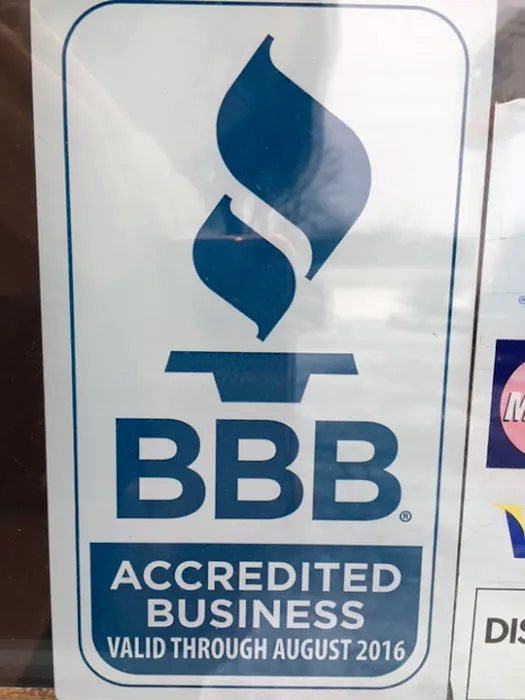 BBB®
ACCREDITED
BUSINESS
VALID THROUGH AUGUST 2016